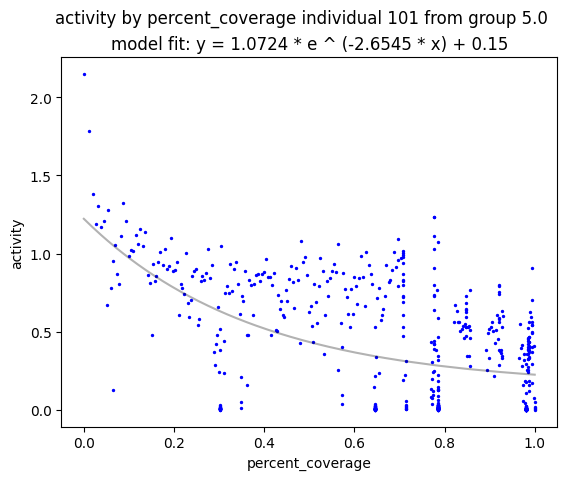 activity by percent_coverage individual 101 from group 5.0
model fit: y = 1.0724 * e ^ (-2.6545 * x) + 0.15
2.0
1.5
1.0
0.5
0.0
activity
0.0 0.2 0.4 0.6 0.8 1.0
percent_coverage